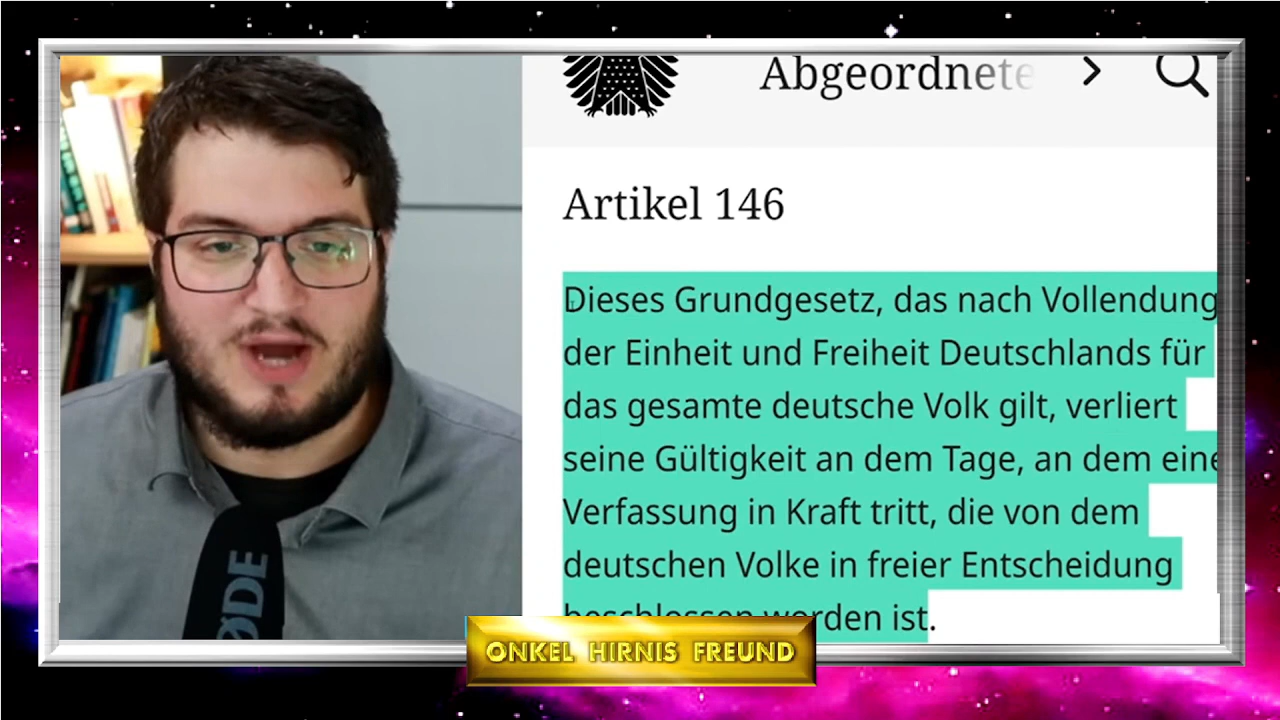 Abgeordnete
Artikel 146
Dieses Grundgesetz, das nach Vollendung
der Einheit und Freiheit Deutschlands für
das gesamte deutsche Volk gilt, verliert
seine Gültigkeit an dem Tage, an dem eine
Verfassung in Kraft tritt, die von dem
deutschen Volke in freier Entscheidung
beschlossen worden ist.
ØDE
ONKEL HIRNIS FREUND